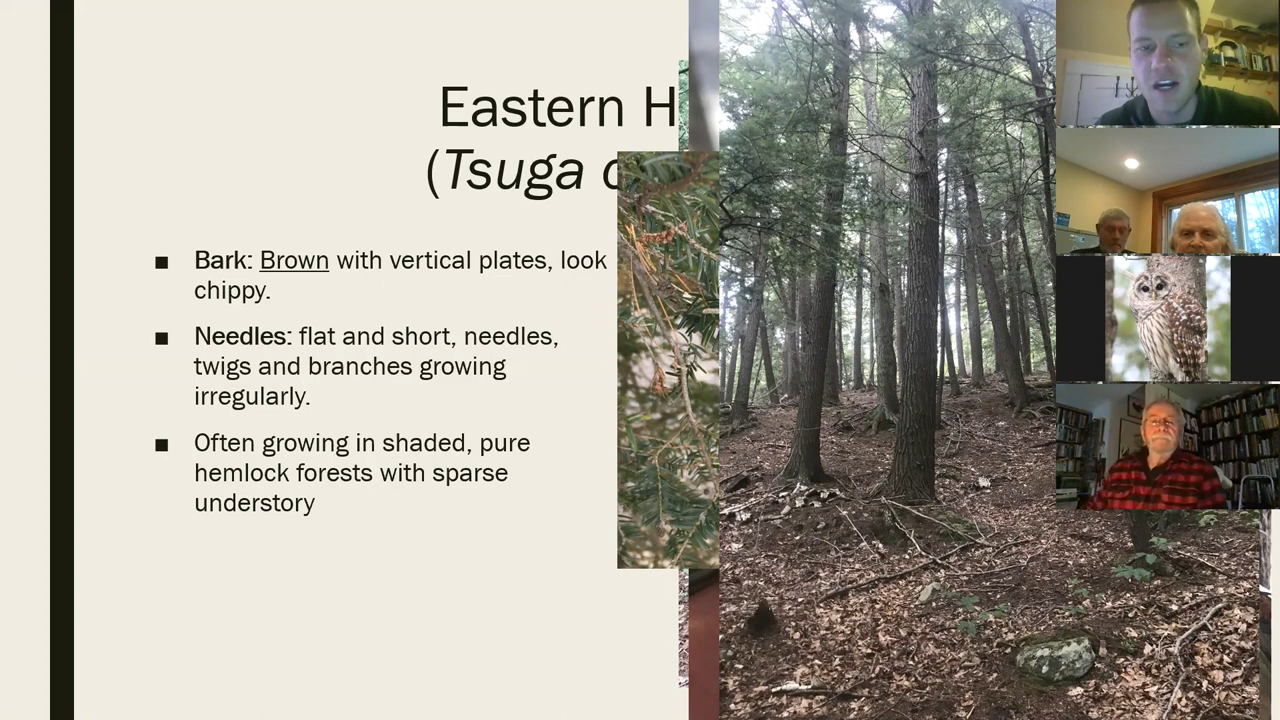 Eastern H
(Tsuga c
■ Bark: Brown with vertical plates, look
chippy.
■ Needles: flat and short, needles,
twigs and branches growing
irregularly.
■ Often growing in shaded, pure
hemlock forests with sparse
understory